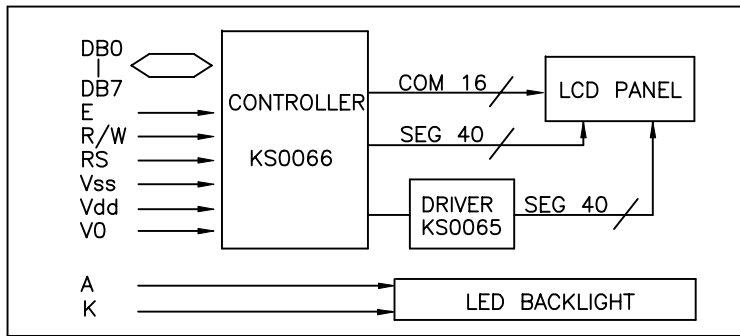 DB0
DB7
E
R/W
RS
Vss
Vdd
V0
CONTROLLER
KS0066
COM 16
SEG 40
DRIVER
KS0065
SEG 40
LCD PANEL
A
K
LED BACKLIGHT